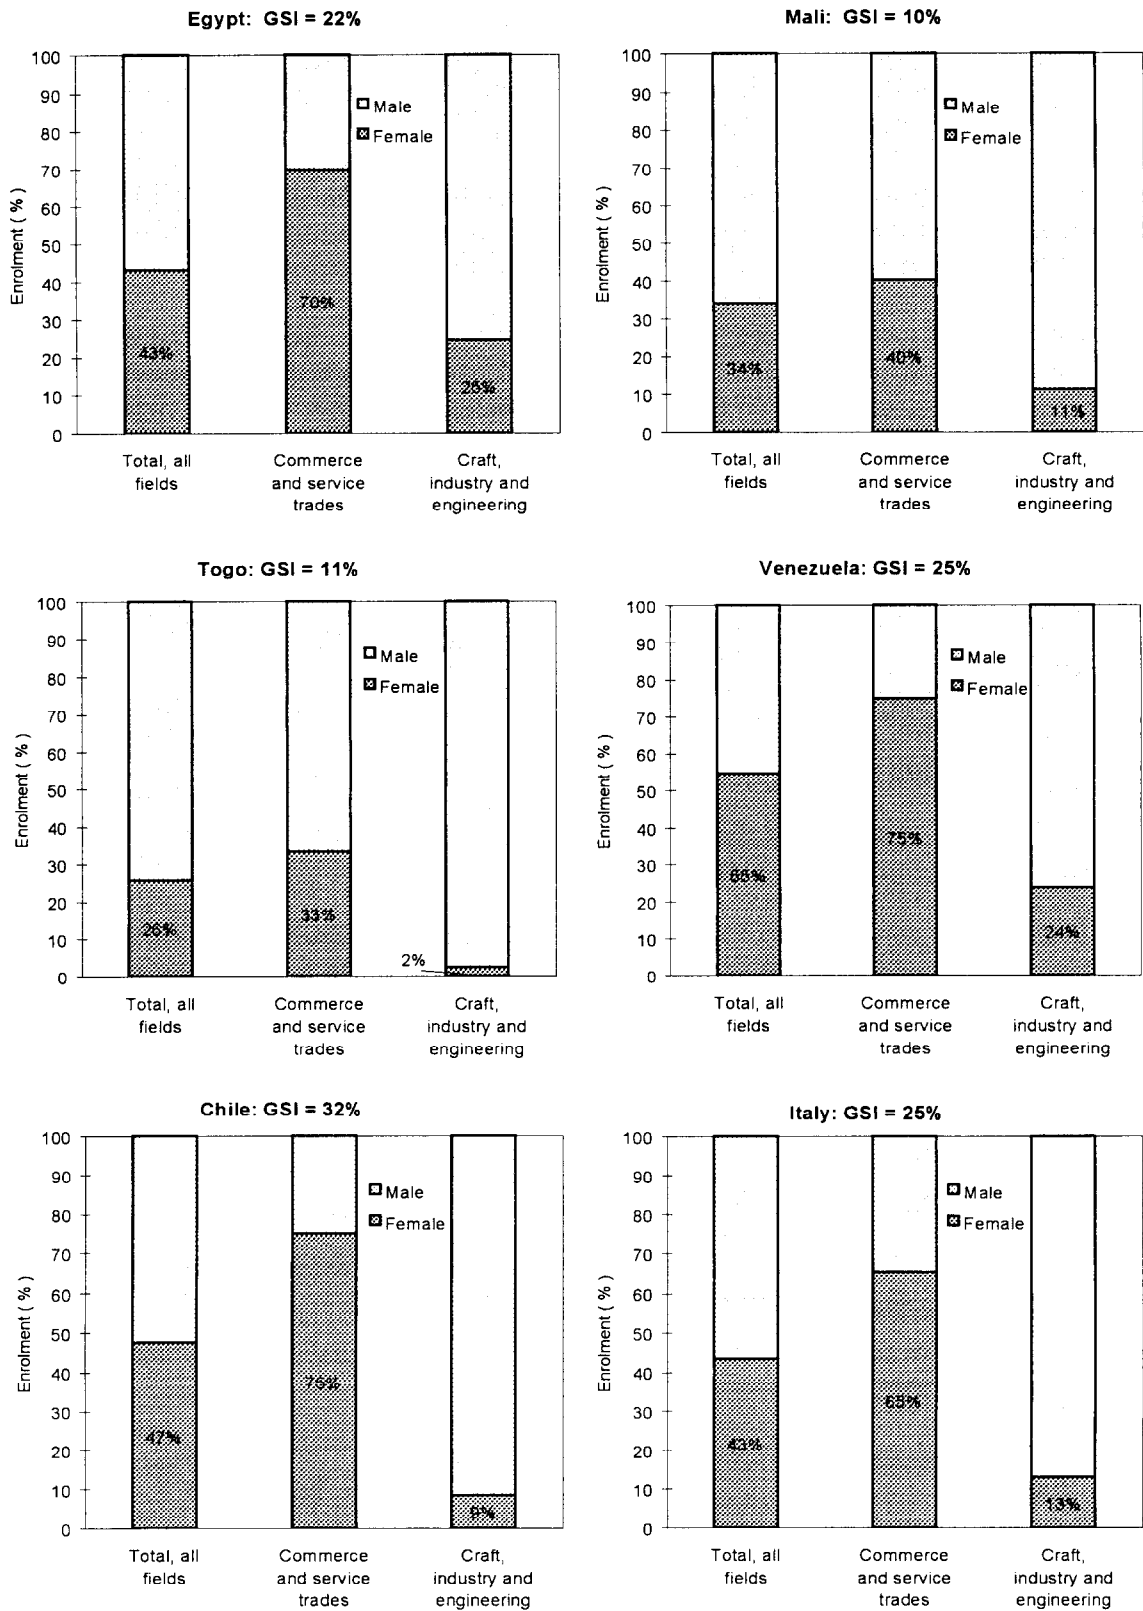 Egypt: GSI = 22%
100
90
80
70
60
50
40
30
20
10
0
Enrolment ( % )
Male
Female
43%
70%
25%
Total, all
fields
Commerce
and service
trades
Craft,
industry and
engineering
Mali: GSI = 10%
100
90
80
70
60
50
40
30
20
10
0
Enrolment ( % )
Male
Female
34%
40%
11%
Total, all
fields
Commerce
and service
trades
Craft,
industry and
engineering
Togo: GSI = 11%
100
90
80
70
60
50
40
30
20
10
0
Enrolment ( % )
Male
Female
26%
33%
2%
Total, all
fields
Commerce
and service
trades
Craft,
industry and
engineering
Venezuela: GSI = 25%
100
90
80
70
60
50
40
30
20
10
0
Enrolment ( % )
Male
Female
55%
75%
24%
Total, all
fields
Commerce
and service
trades
Craft,
industry and
engineering
Chile: GSI = 32%
100
90
80
70
60
50
40
30
20
10
0
Enrolment ( % )
Male
Female
47%
75%
9%
Total, all
fields
Commerce
and service
trades
Craft,
industry and
engineering
Italy: GSI = 25%
100
90
80
70
60
50
40
30
20
10
0
Enrolment ( % )
Male
Female
43%
65%
13%
Total, all
fields
Commerce
and service
trades
Craft,
industry and
engineering